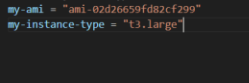 my-ami = "ami-02d26659fd82cf299"
my-instance-type = "t3.large"